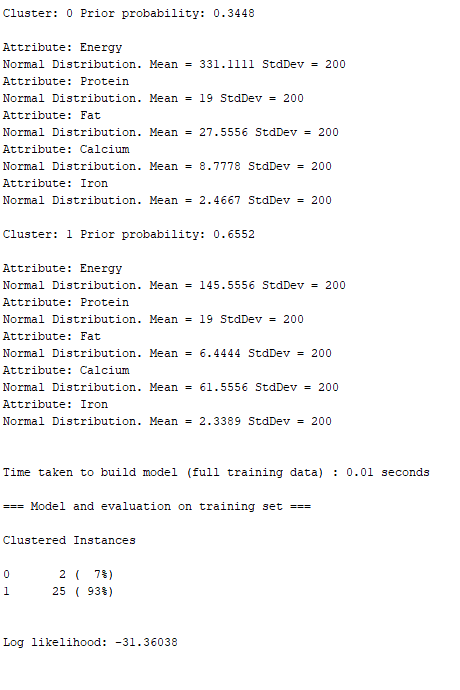 Cluster: 0 Prior probability: 0.3448
Attribute: Energy
Normal Distribution. Mean = 331.1111 StdDev = 200
Attribute: Protein
Normal Distribution. Mean = 19 StdDev = 200
Attribute: Fat
Normal Distribution. Mean = 27.5556 StdDev = 200
Attribute: Calcium
Normal Distribution. Mean = 8.7778 StdDev = 200
Attribute: Iron
Normal Distribution. Mean = 2.4667 StdDev = 200
Cluster: 1 Prior probability: 0.6552
Attribute: Energy
Normal Distribution. Mean = 145.5556 StdDev = 200
Attribute: Protein
Normal Distribution. Mean = 19 StdDev = 200
Attribute: Fat
Normal Distribution. Mean = 6.4444 StdDev = 200
Attribute: Calcium
Normal Distribution. Mean = 61.5556 StdDev = 200
Attribute: Iron
Normal Distribution. Mean = 2.3389 StdDev = 200
Time taken to build model (full training data) : 0.01 seconds
=== Model and evaluation on training set ===
Clustered Instances
0 2 ( 7%)
1 25 ( 93%)
Log likelihood: -31.36038